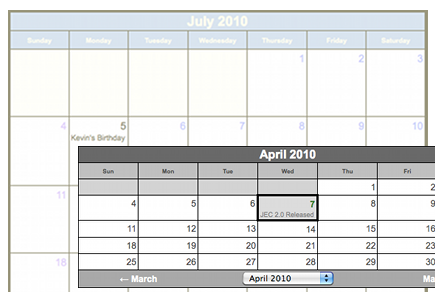 July 2010
Sunday Monday Tuesday Wednesday Thursday Friday Saturday
1 2 3
4 5 6 7 8 9 10
Kevin's Birthday
11
18
April 2010
Sun Mon Tue Wed Thu Fri
1 2
4 5 6 7 8 9
JEC 2.0 Released
11 12 13 14 15 16
18 19 20 21 22 23
25 26 27 28 29 30
← March April 2010 Ma